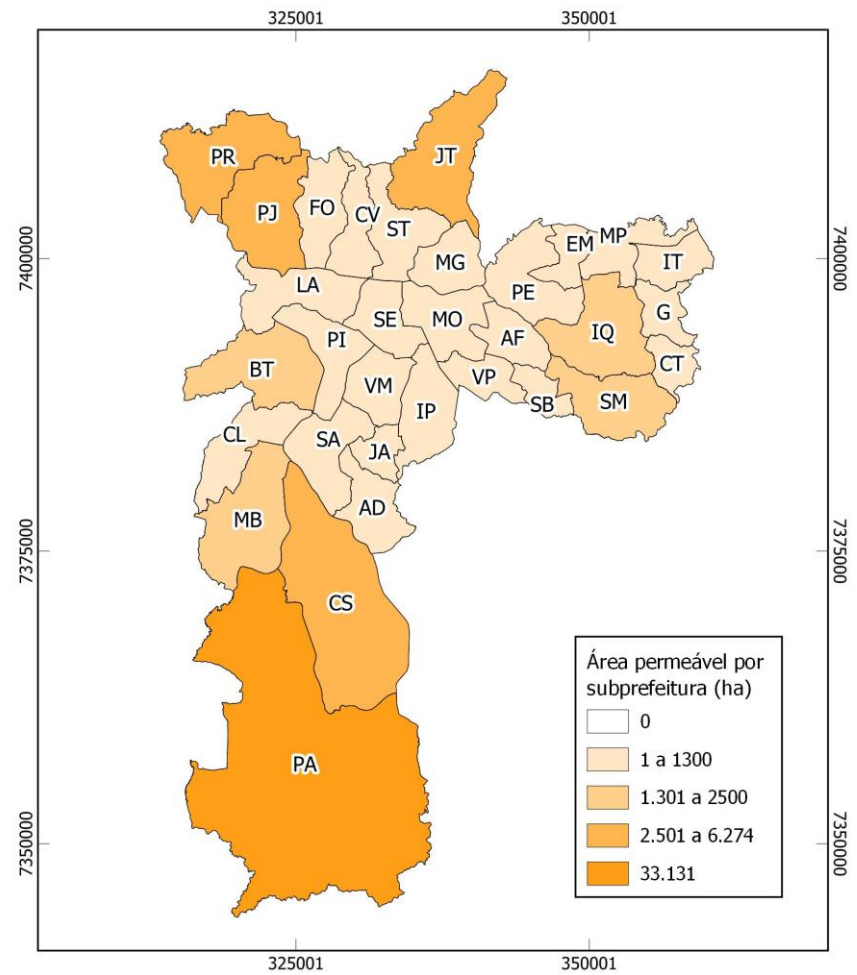 325001 350001
PR
JT
PJ
FO
CV
ST
7400000
7400000
EM
MP
MG
IT
LA
PE
G
SE
MO
IQ
PI
AF
BT
CT
VM
VP
SM
IP
SB
CL
SA
JA
AD
MB
7375000
7375000
CS
Área permeável por
subprefeitura (ha)
0
1 a 1300
1.301 a 2500
2.501 a 6.274
33.131
PA
7350000
7350000
325001 350001